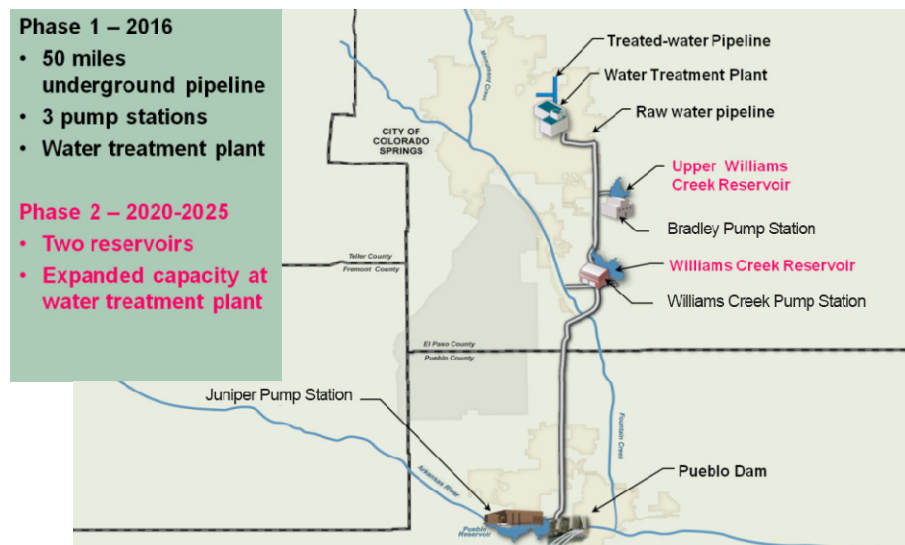 Phase 1 – 2016
• 50 miles
underground pipeline
• 3 pump stations
• Water treatment plant
Phase 2 – 2020-2025
• Two reservoirs
• Expanded capacity at
water treatment plant
Treated-water Pipeline
Water Treatment Plant
Raw water pipeline
Monument Creek
CITY OF
COLORADO
SPRINGS
Upper Williams
Creek Reservoir
Bradley Pump Station
Teller County
Fremont County
Williams Creek Reservoir
Williams Creek Pump Station
El Paso County
Pueblo County
Juniper Pump Station
Fountain Creek
Arkansas River
Pueblo Dam
Pueblo
Reservoir